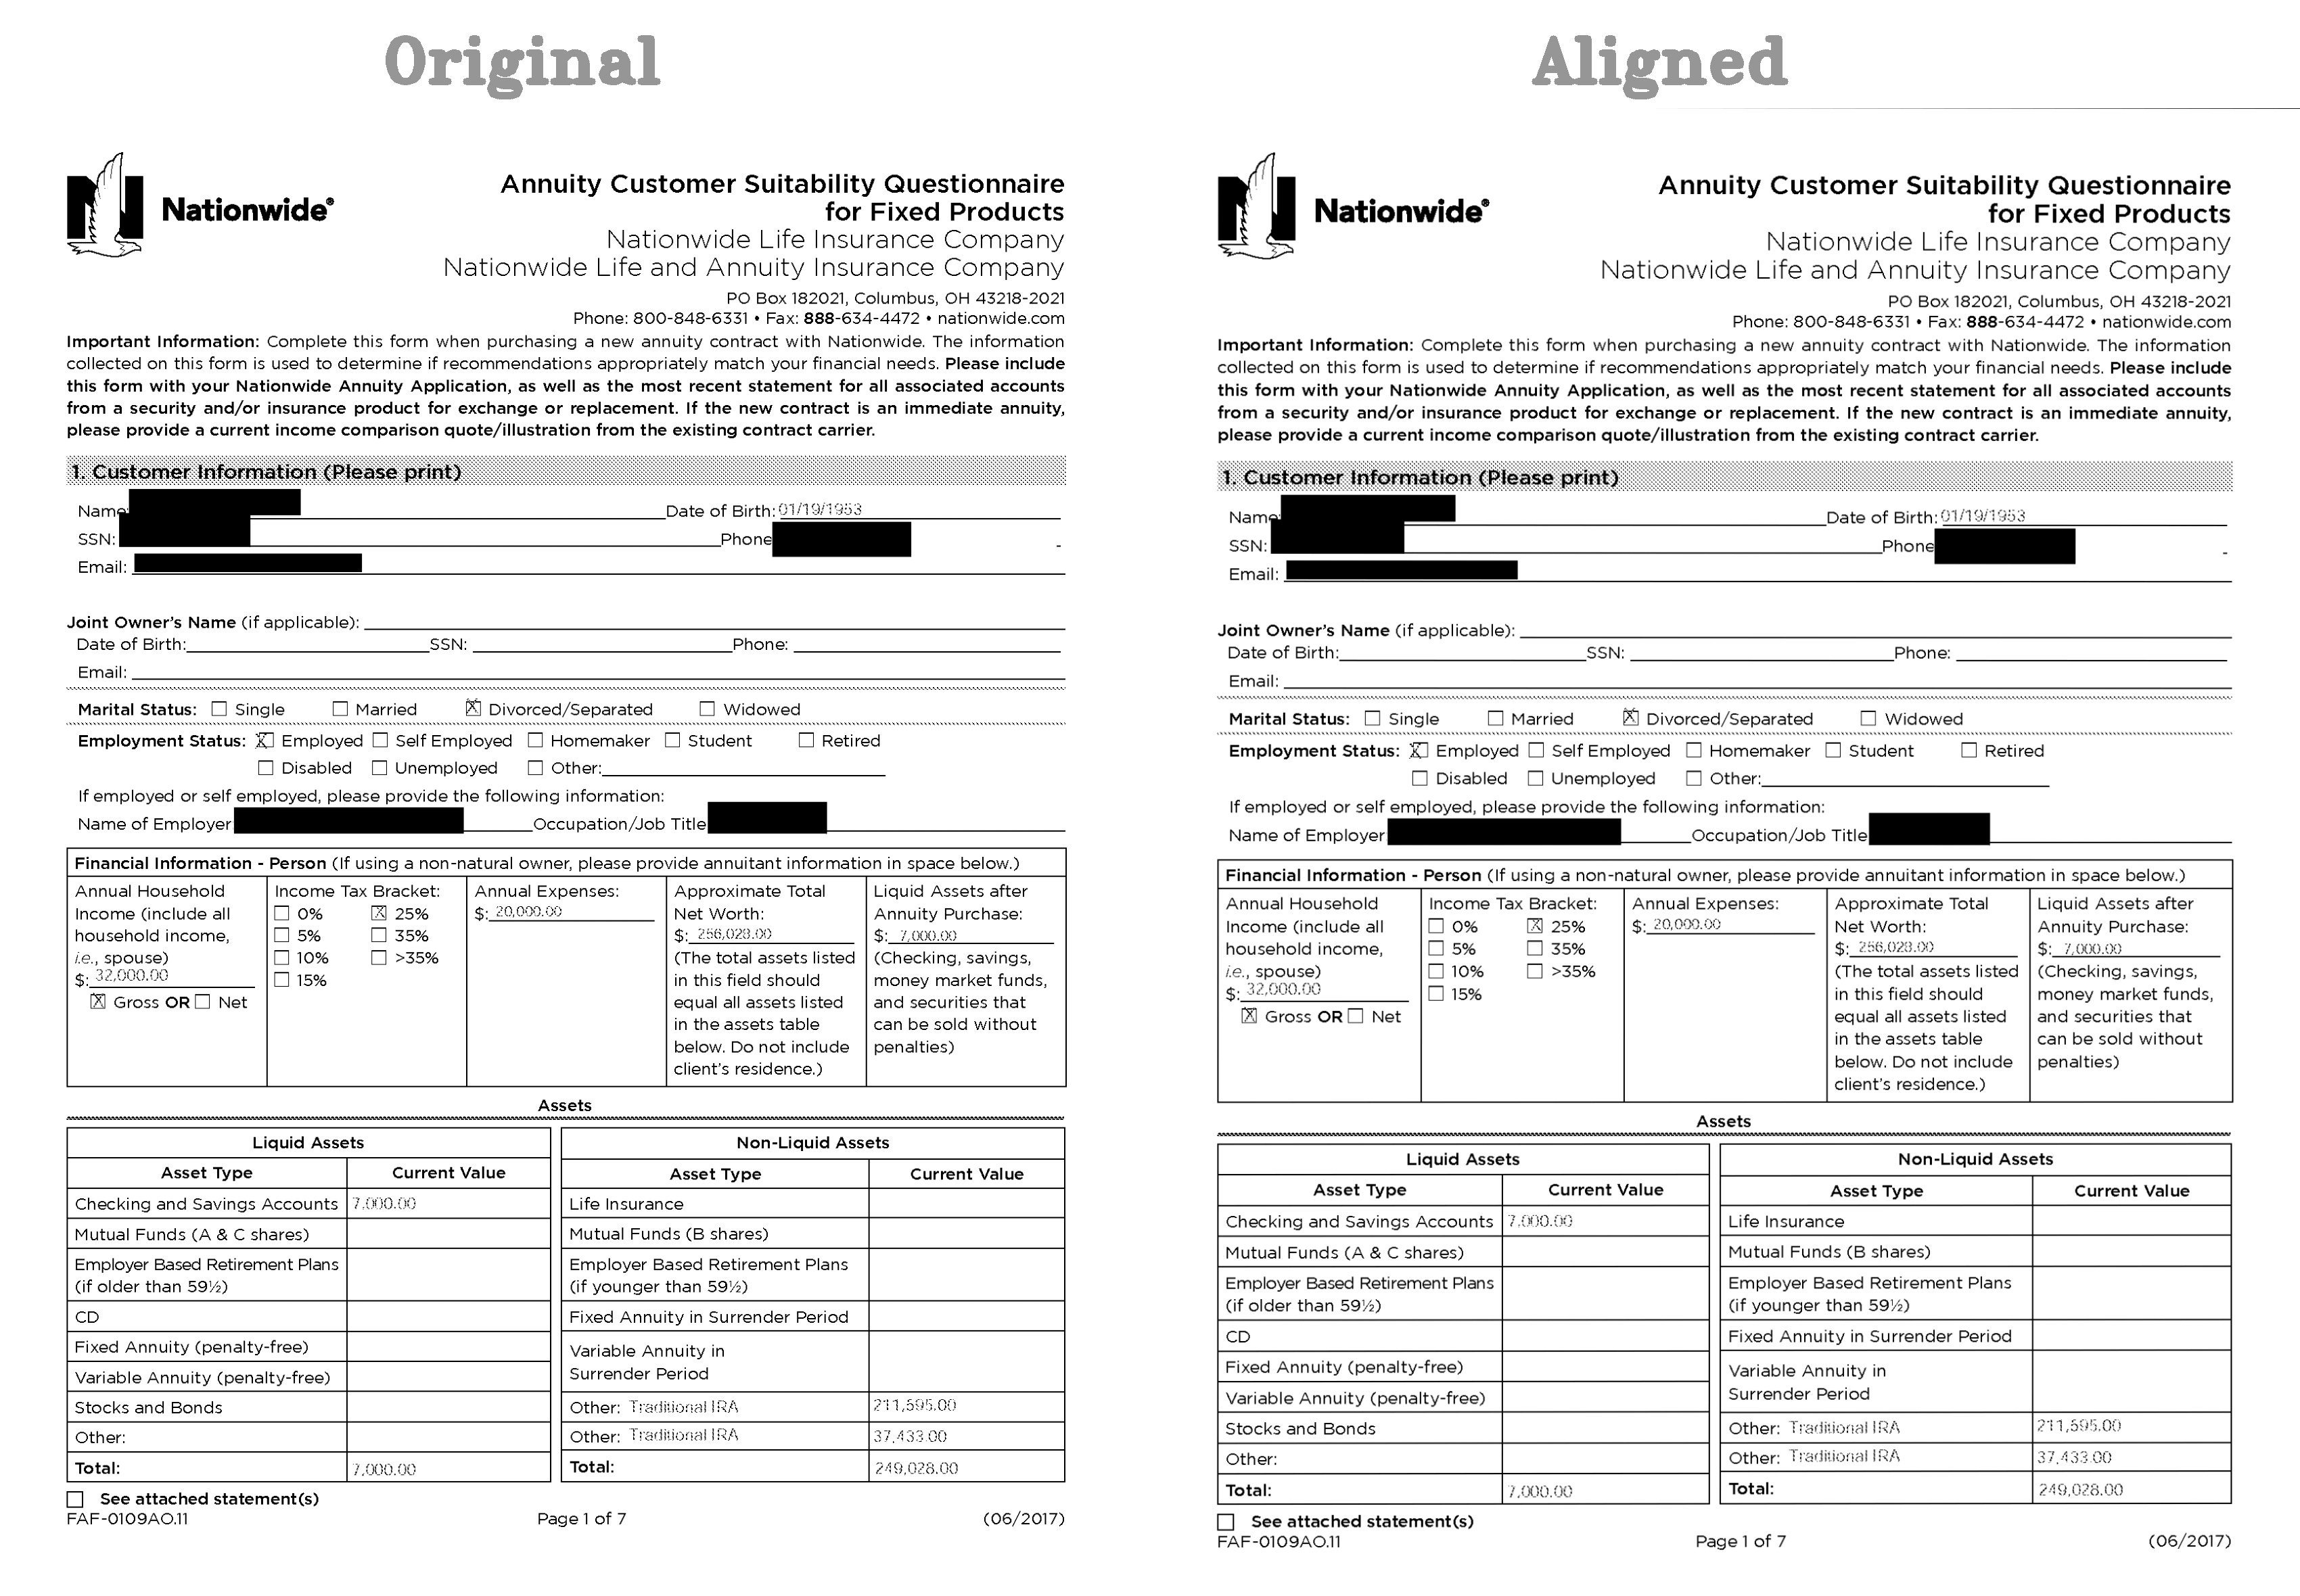 Original
Nationwide®
Annuity Customer Suitability Questionnaire
for Fixed Products
Nationwide Life Insurance Company
Nationwide Life and Annuity Insurance Company
PO Box 182021, Columbus, OH 43218-2021
Phone: 800-848-6331 • Fax: 888-634-4472 • nationwide.com
Important Information: Complete this form when purchasing a new annuity contract with Nationwide. The information
collected on this form is used to determine if recommendations appropriately match your financial needs. Please include
this form with your Nationwide Annuity Application, as well as the most recent statement for all associated accounts
from a security and/or insurance product for exchange or replacement. If the new contract is an immediate annuity,
please provide a current income comparison quote/illustration from the existing contract carrier.
1. Customer Information (Please print)
Name: Date of Birth: 01/19/1953
SSN: Phone -
Email:
Joint Owner's Name (if applicable):
Date of Birth: SSN: Phone:
Email:
Marital Status: ☐ Single ☐ Married ☒ Divorced/Separated ☐ Widowed
Employment Status: ☒ Employed ☐ Self Employed ☐ Homemaker ☐ Student ☐ Retired
☐ Disabled ☐ Unemployed ☐ Other:
If employed or self employed, please provide the following information:
Name of Employer Occupation/Job Title
Financial Information - Person (If using a non-natural owner, please provide annuitant information in space below.)
Annual Household
Income (include all
household income,
i.e., spouse)
$: 32,000.00
☒ Gross OR ☐ Net
Income Tax Bracket:
☐ 0% ☒ 25%
☐ 5% ☐ 35%
☐ 10% ☐ >35%
☐ 15%
Annual Expenses:
$: 20,000.00
Approximate Total
Net Worth:
$: 256,028.00
(The total assets listed
in this field should
equal all assets listed
in the assets table
below. Do not include
client's residence.)
Liquid Assets after
Annuity Purchase:
$: 7,000.00
(Checking, savings,
money market funds,
and securities that
can be sold without
penalties)
Assets
Liquid Assets
Asset Type Current Value
Checking and Savings Accounts 7,000.00
Mutual Funds (A & C shares)
Employer Based Retirement Plans
(if older than 59½)
CD
Fixed Annuity (penalty-free)
Variable Annuity (penalty-free)
Stocks and Bonds
Other:
Total: 7,000.00
Non-Liquid Assets
Asset Type Current Value
Life Insurance
Mutual Funds (B shares)
Employer Based Retirement Plans
(if younger than 59½)
Fixed Annuity in Surrender Period
Variable Annuity in
Surrender Period
Other: Traditional IRA 211,595.00
Other: Traditional IRA 37,433.00
Total: 249,028.00
☐ See attached statement(s)
FAF-0109AO.11 Page 1 of 7 (06/2017)
Aligned
Nationwide®
Annuity Customer Suitability Questionnaire
for Fixed Products
Nationwide Life Insurance Company
Nationwide Life and Annuity Insurance Company
PO Box 182021, Columbus, OH 43218-2021
Phone: 800-848-6331 • Fax: 888-634-4472 • nationwide.com
Important Information: Complete this form when purchasing a new annuity contract with Nationwide. The information
collected on this form is used to determine if recommendations appropriately match your financial needs. Please include
this form with your Nationwide Annuity Application, as well as the most recent statement for all associated accounts
from a security and/or insurance product for exchange or replacement. If the new contract is an immediate annuity,
please provide a current income comparison quote/illustration from the existing contract carrier.
1. Customer Information (Please print)
Name: Date of Birth: 01/19/1953
SSN: Phone -
Email:
Joint Owner's Name (if applicable):
Date of Birth: SSN: Phone:
Email:
Marital Status: ☐ Single ☐ Married ☒ Divorced/Separated ☐ Widowed
Employment Status: ☒ Employed ☐ Self Employed ☐ Homemaker ☐ Student ☐ Retired
☐ Disabled ☐ Unemployed ☐ Other:
If employed or self employed, please provide the following information:
Name of Employer Occupation/Job Title
Financial Information - Person (If using a non-natural owner, please provide annuitant information in space below.)
Annual Household
Income (include all
household income,
i.e., spouse)
$: 32,000.00
☒ Gross OR ☐ Net
Income Tax Bracket:
☐ 0% ☒ 25%
☐ 5% ☐ 35%
☐ 10% ☐ >35%
☐ 15%
Annual Expenses:
$: 20,000.00
Approximate Total
Net Worth:
$: 256,028.00
(The total assets listed
in this field should
equal all assets listed
in the assets table
below. Do not include
client's residence.)
Liquid Assets after
Annuity Purchase:
$: 7,000.00
(Checking, savings,
money market funds,
and securities that
can be sold without
penalties)
Assets
Liquid Assets
Asset Type Current Value
Checking and Savings Accounts 7,000.00
Mutual Funds (A & C shares)
Employer Based Retirement Plans
(if older than 59½)
CD
Fixed Annuity (penalty-free)
Variable Annuity (penalty-free)
Stocks and Bonds
Other:
Total: 7,000.00
Non-Liquid Assets
Asset Type Current Value
Life Insurance
Mutual Funds (B shares)
Employer Based Retirement Plans
(if younger than 59½)
Fixed Annuity in Surrender Period
Variable Annuity in
Surrender Period
Other: Traditional IRA 211,595.00
Other: Traditional IRA 37,433.00
Total: 249,028.00
☐ See attached statement(s)
FAF-0109AO.11 Page 1 of 7 (06/2017)